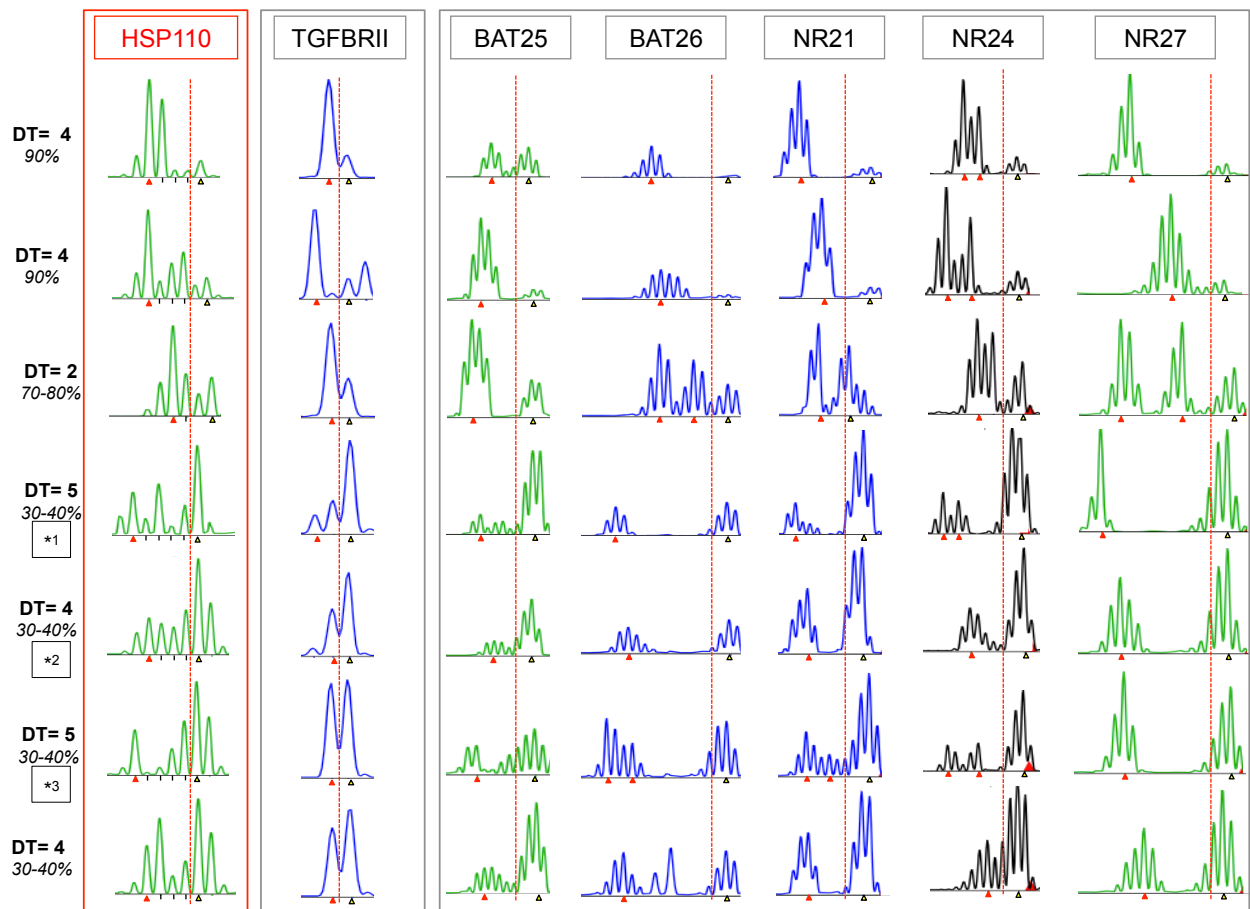 HSP110 TGFBRII BAT25 BAT26 NR21 NR24 NR27
DT= 4
90%
DT= 4
90%
DT= 2
70-80%
DT= 5
30-40%
*1
DT= 4
30-40%
*2
DT= 5
30-40%
*3
DT= 4
30-40%